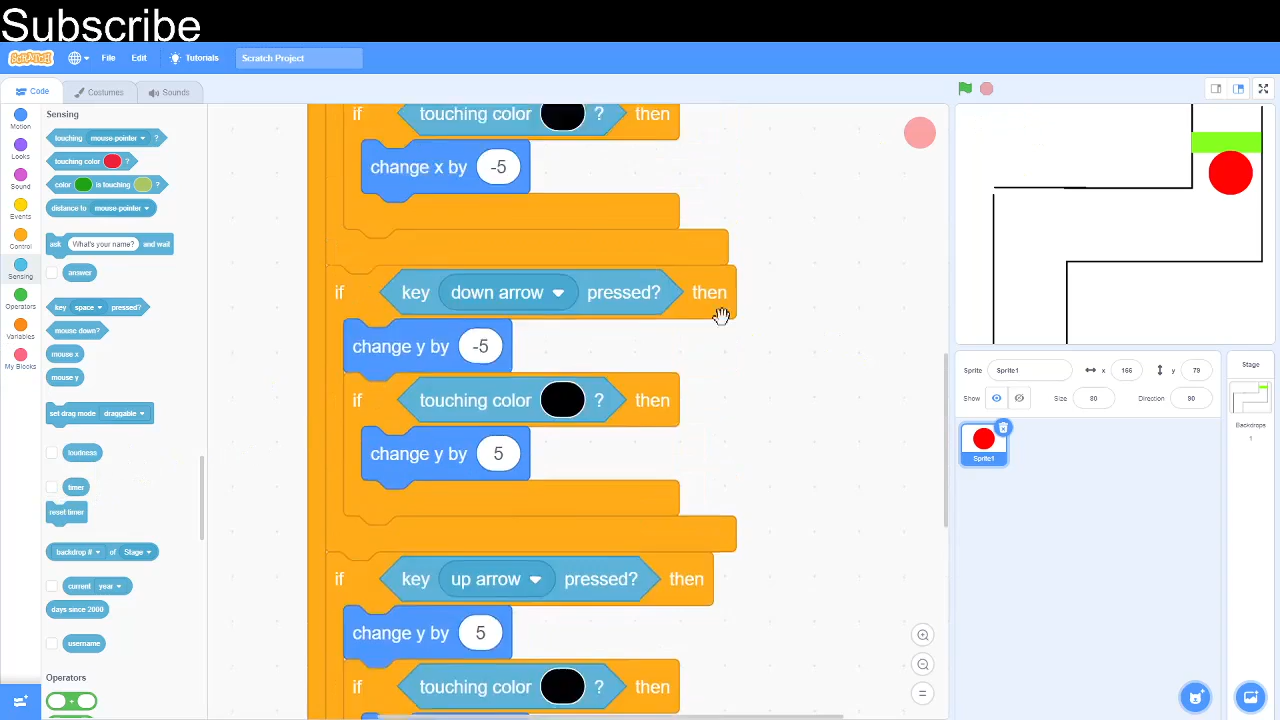 Subscribe
SCRATCH File Edit Tutorials Scratch Project
Code Costumes Sounds
Motion
Looks
Sound
Events
Control
Sensing
Operators
Variables
My Blocks
Sensing
touching mouse-pointer ?
touching color ?
color is touching ?
distance to mouse-pointer
ask What's your name? and wait
answer
key space pressed?
mouse down?
mouse x
mouse y
set drag mode draggable
loudness
timer
reset timer
backdrop # of Stage
current year
days since 2000
username
Operators
+
if touching color ? then
change x by -5
if key down arrow pressed? then
change y by -5
if touching color ? then
change y by 5
if key up arrow pressed? then
change y by 5
if touching color ? then
Sprite Sprite1 x 166 y 79
Show Size 80 Direction 90
Sprite1
Stage
Backdrops
1